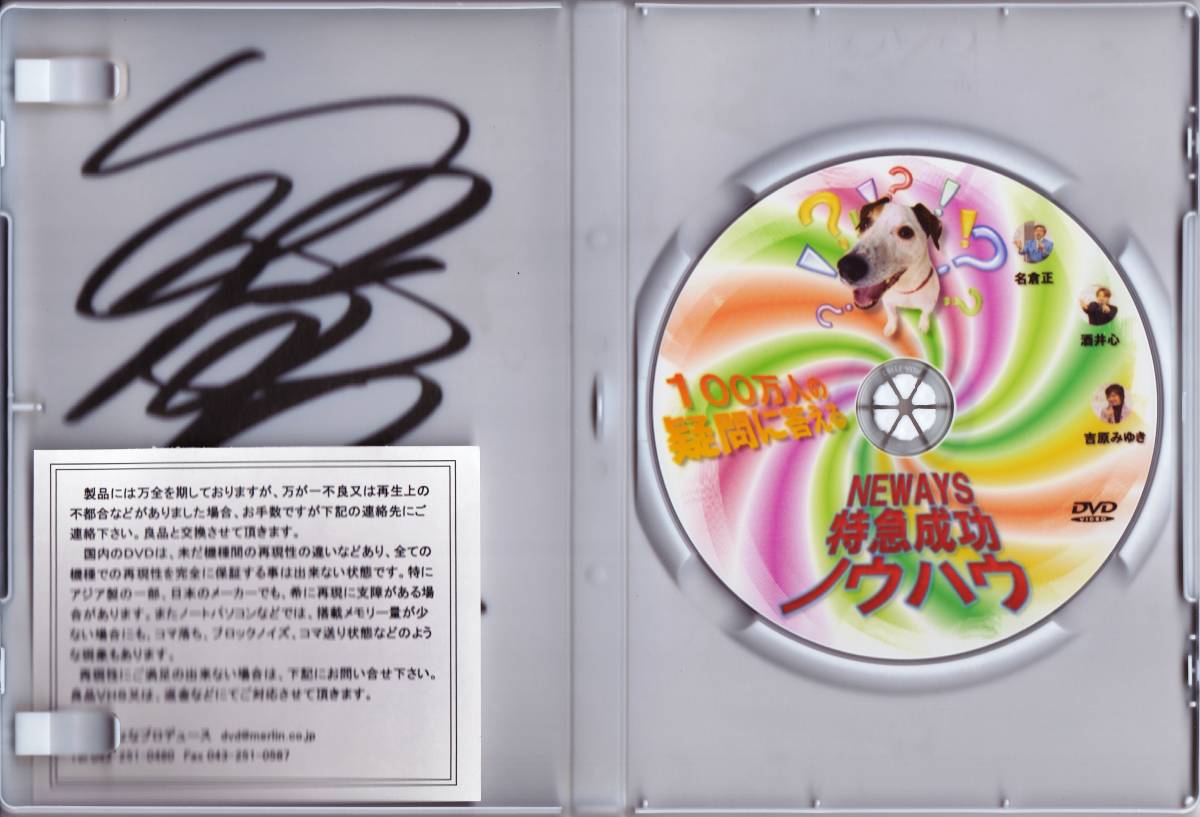 製品には万全を期しておりますが、万が一不良又は再生上の
不都合などがありました場合、お手数ですが下記の連絡先にご
連絡下さい。良品と交換させて頂きます。
国内のDVDは、未だ機種間の再現性の違いなどあり、全ての
機種での再現性を完全に保証する事は出来ない状態です。特に
アジア製の一部、日本のメーカーでも、希に再現に支障がある場
合があります。またノートパソコンなどでは、搭載メモリー量が少
ない場合にも、コマ落ち、ブロックノイズ、コマ送り状態などのよう
な現象もあります。
再現性にご満足の出来ない場合は、下記にお問い合せ下さい。
良品VHS又は、返金などにてご対応させて頂きます。
なプロデュース dvd@merlin.co.jp
251-0480 Fax 043-251-0587
名倉正
酒井心
吉原みゆき
100万人の
疑問に答える
NEWAYS
特急成功
ノウハウ
DVD
VIDEO